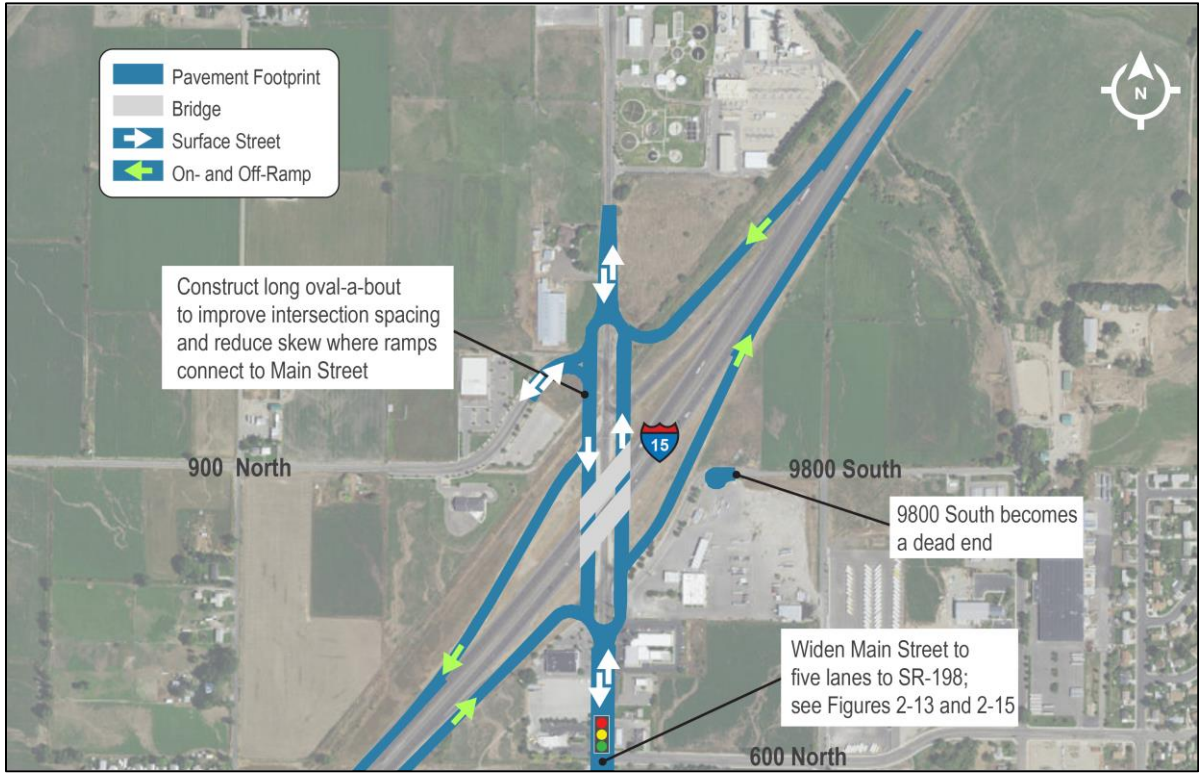 Pavement Footprint
Bridge
Surface Street
On- and Off-Ramp
N
Construct long oval-a-bout
to improve intersection spacing
and reduce skew where ramps
connect to Main Street
15
900 North
9800 South
9800 South becomes
a dead end
Widen Main Street to
five lanes to SR-198;
see Figures 2-13 and 2-15
600 North